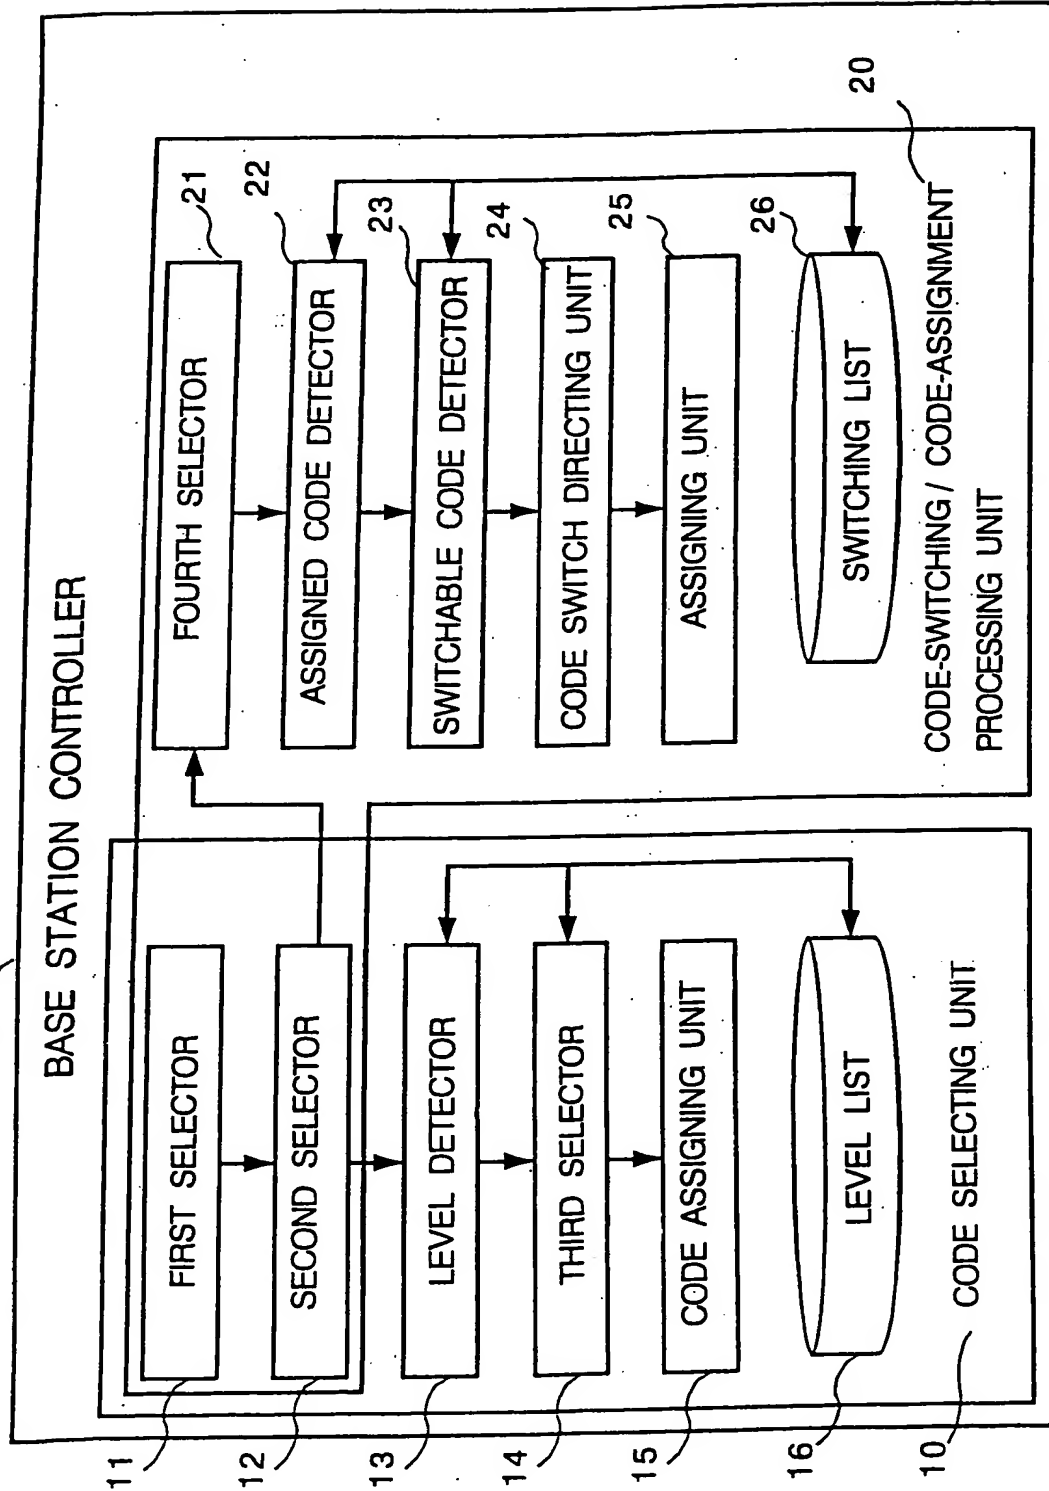 BASE STATION CONTROLLER
11
FIRST SELECTOR
12
SECOND SELECTOR
13
LEVEL DETECTOR
14
THIRD SELECTOR
15
CODE ASSIGNING UNIT
16
LEVEL LIST
10
CODE SELECTING UNIT
FOURTH SELECTOR
21
ASSIGNED CODE DETECTOR
22
SWITCHABLE CODE DETECTOR
23
CODE SWITCH DIRECTING UNIT
24
ASSIGNING UNIT
25
SWITCHING LIST
26
CODE-SWITCHING / CODE-ASSIGNMENT
PROCESSING UNIT
20